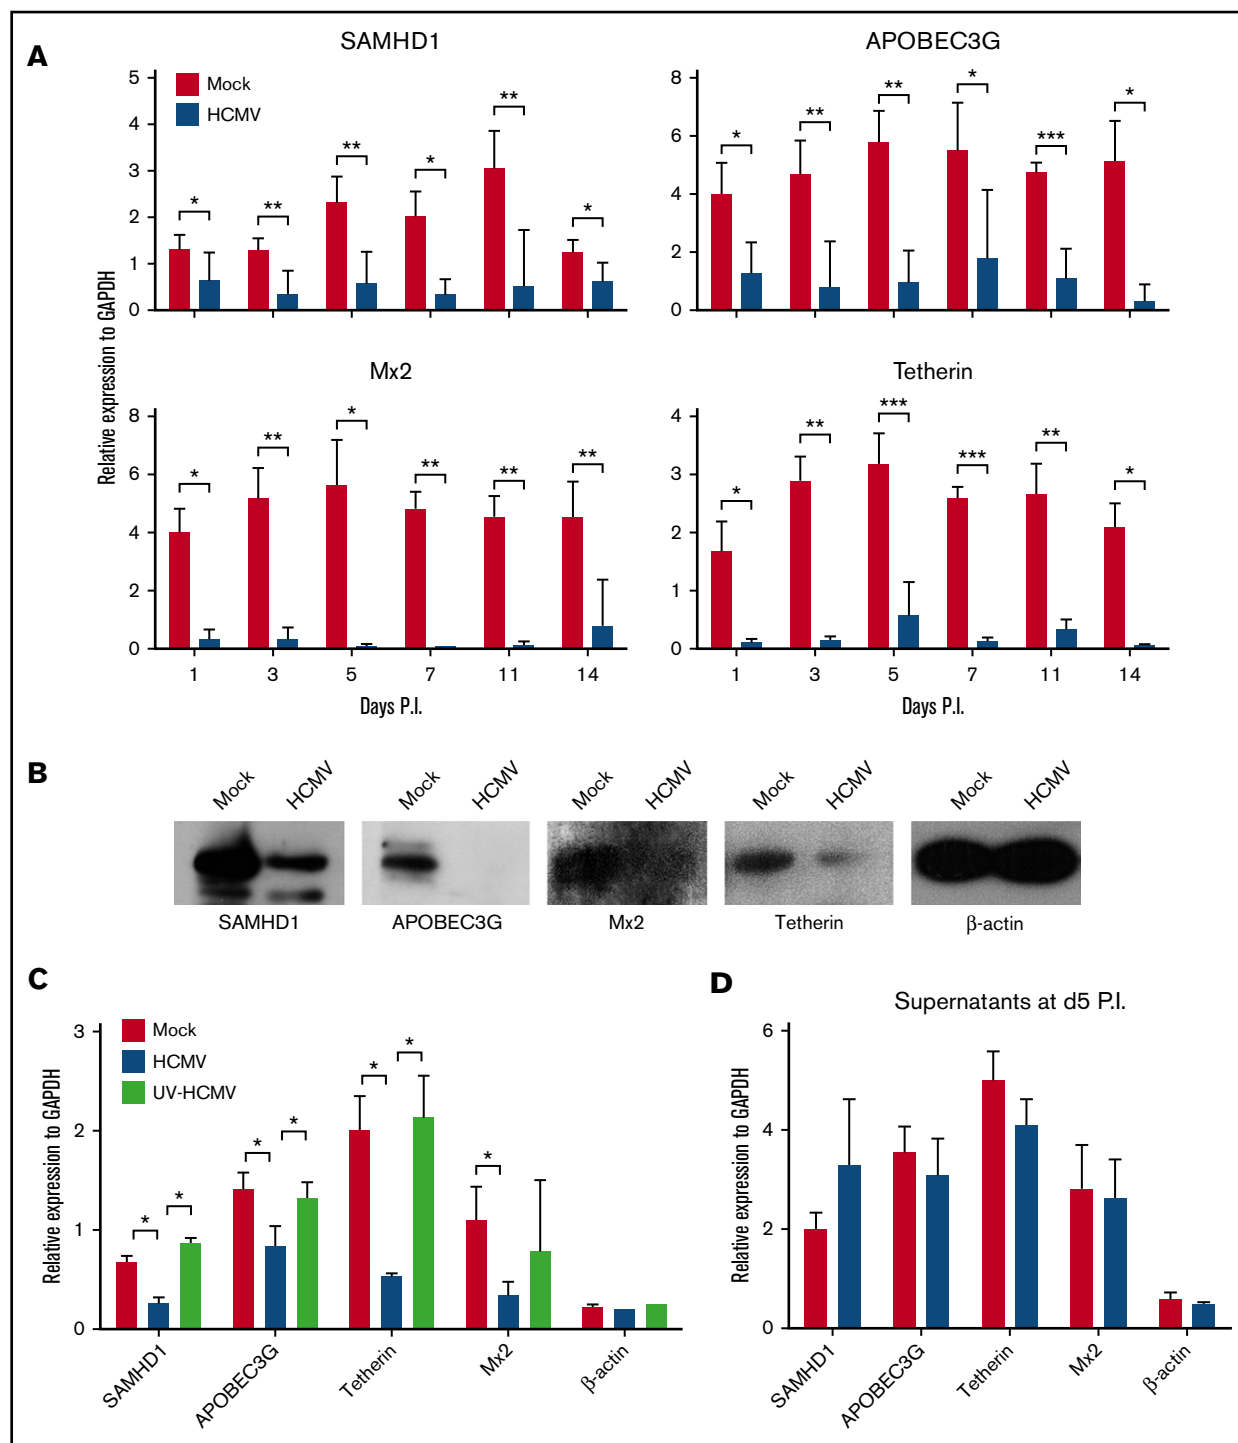 A
SAMHD1
APOBEC3G
Mock
HCMV
Relative expression to GAPDH
5
4
3
2
1
0
* ** ** * ** *
8
6
4
2
0
* ** ** * *** *
Mx2
Tetherin
8
6
4
2
0
* ** * ** ** **
1 3 5 7 11 14
Days P.I.
4
3
2
1
0
* ** *** *** ** *
1 3 5 7 11 14
Days P.I.
B
Mock HCMV Mock HCMV Mock HCMV Mock HCMV Mock HCMV
SAMHD1 APOBEC3G Mx2 Tetherin β-actin
C
Mock
HCMV
UV-HCMV
Relative expression to GAPDH
3
2
1
0
* * * * * * *
SAMHD1 APOBEC3G Tetherin Mx2 β-actin
D
Supernatants at d5 P.I.
Relative expression to GAPDH
6
4
2
0
SAMHD1 APOBEC3G Tetherin Mx2 β-actin